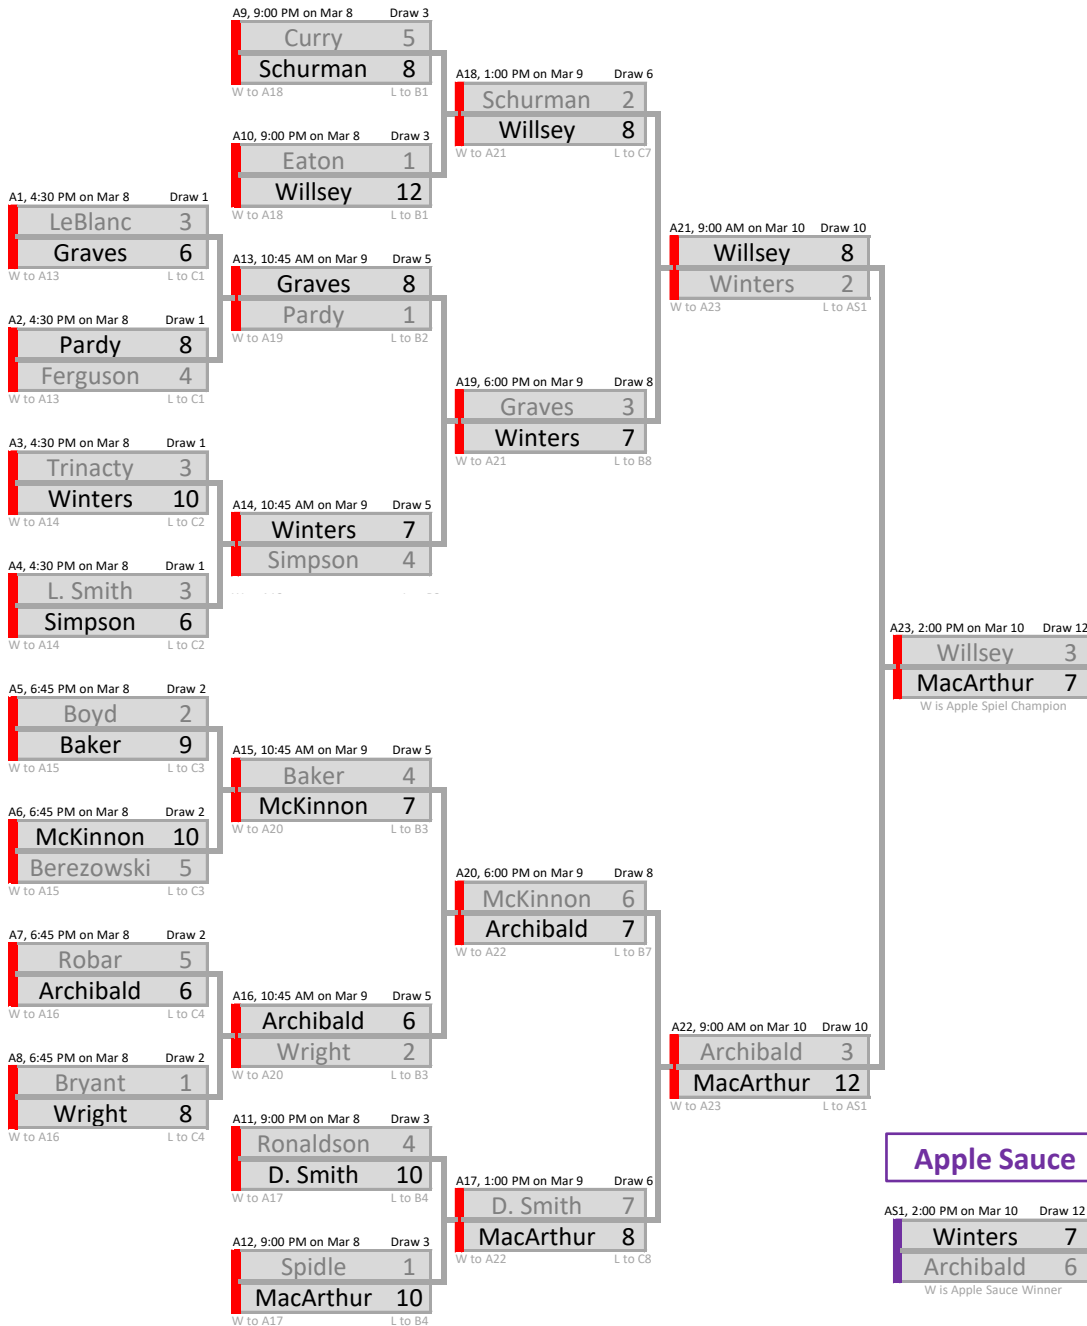 A1, 4:30 PM on Mar 8 Draw 1
LeBlanc 3
Graves 6
W to A13 L to C1
A2, 4:30 PM on Mar 8 Draw 1
Pardy 8
Ferguson 4
W to A13 L to C1
A3, 4:30 PM on Mar 8 Draw 1
Trinacty 3
Winters 10
W to A14 L to C2
A4, 4:30 PM on Mar 8 Draw 1
L. Smith 3
Simpson 6
W to A14 L to C2
A5, 6:45 PM on Mar 8 Draw 2
Boyd 2
Baker 9
W to A15 L to C3
A6, 6:45 PM on Mar 8 Draw 2
McKinnon 10
Berezowski 5
W to A15 L to C3
A7, 6:45 PM on Mar 8 Draw 2
Robar 5
Archibald 6
W to A16 L to C4
A8, 6:45 PM on Mar 8 Draw 2
Bryant 1
Wright 8
W to A16 L to C4
A9, 9:00 PM on Mar 8 Draw 3
Curry 5
Schurman 8
W to A18 L to B1
A10, 9:00 PM on Mar 8 Draw 3
Eaton 1
Willsey 12
W to A18 L to B1
A13, 10:45 AM on Mar 9 Draw 5
Graves 8
Pardy 1
W to A19 L to B2
A14, 10:45 AM on Mar 9 Draw 5
Winters 7
Simpson 4
A15, 10:45 AM on Mar 9 Draw 5
Baker 4
McKinnon 7
W to A20 L to B3
A16, 10:45 AM on Mar 9 Draw 5
Archibald 6
Wright 2
W to A20 L to B3
A11, 9:00 PM on Mar 8 Draw 3
Ronaldson 4
D. Smith 10
W to A17 L to B4
A12, 9:00 PM on Mar 8 Draw 3
Spidle 1
MacArthur 10
W to A17 L to B4
A18, 1:00 PM on Mar 9 Draw 6
Schurman 2
Willsey 8
W to A21 L to C7
A19, 6:00 PM on Mar 9 Draw 8
Graves 3
Winters 7
W to A21 L to B8
A20, 6:00 PM on Mar 9 Draw 8
McKinnon 6
Archibald 7
W to A22 L to B7
A17, 1:00 PM on Mar 9 Draw 6
D. Smith 7
MacArthur 8
W to A22 L to C8
A21, 9:00 AM on Mar 10 Draw 10
Willsey 8
Winters 2
W to A23 L to AS1
A22, 9:00 AM on Mar 10 Draw 10
Archibald 3
MacArthur 12
W to A23 L to AS1
A23, 2:00 PM on Mar 10 Draw 12
Willsey 3
MacArthur 7
W is Apple Spiel Champion
Apple Sauce
AS1, 2:00 PM on Mar 10 Draw 12
Winters 7
Archibald 6
W is Apple Sauce Winner